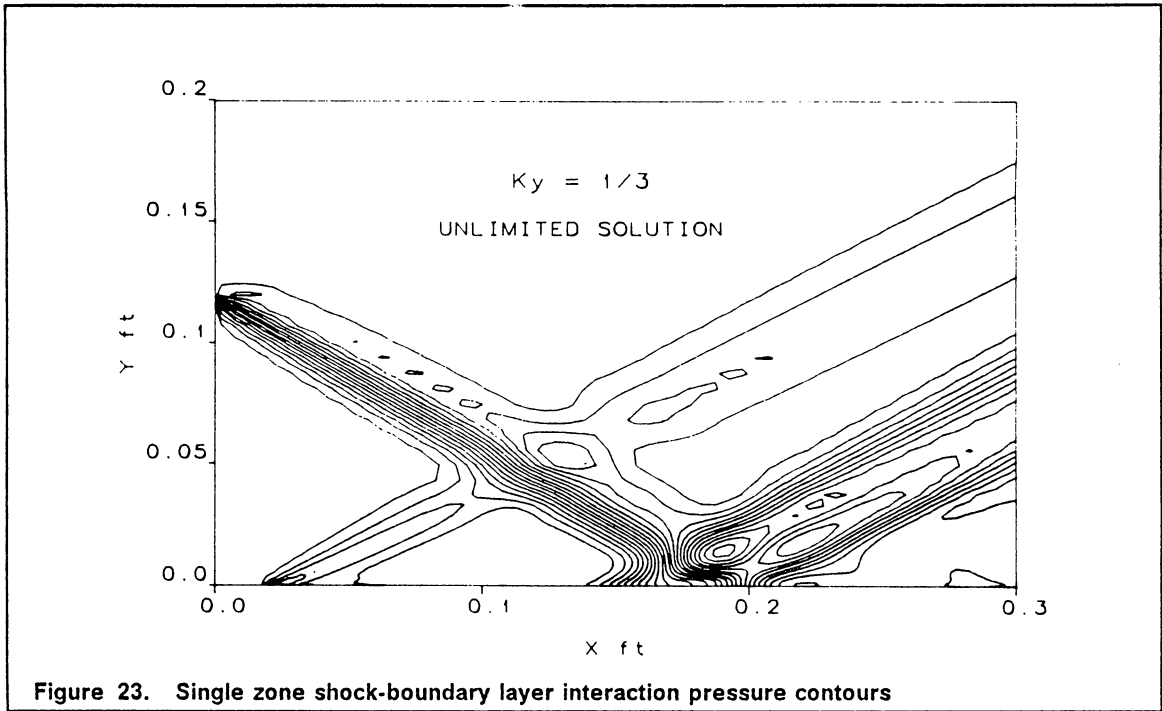 0.2
Ky = 1/3
0.15
UNLIMITED SOLUTION
Y ft
0.1
0.05
0.0
0.0 0.1 0.2 0.3
X ft
Figure 23. Single zone shock-boundary layer interaction pressure contours